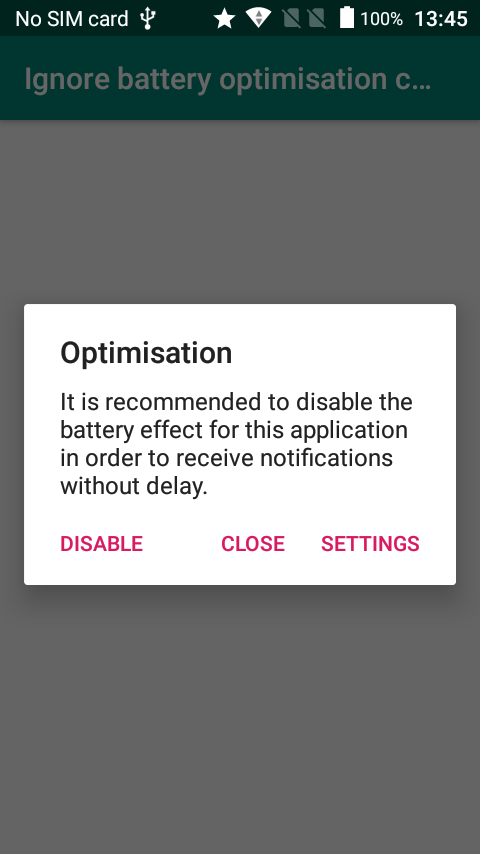 No SIM card 100% 13:45
Ignore battery optimisation c…
Optimisation
It is recommended to disable the
battery effect for this application
in order to receive notifications
without delay.
DISABLE CLOSE SETTINGS